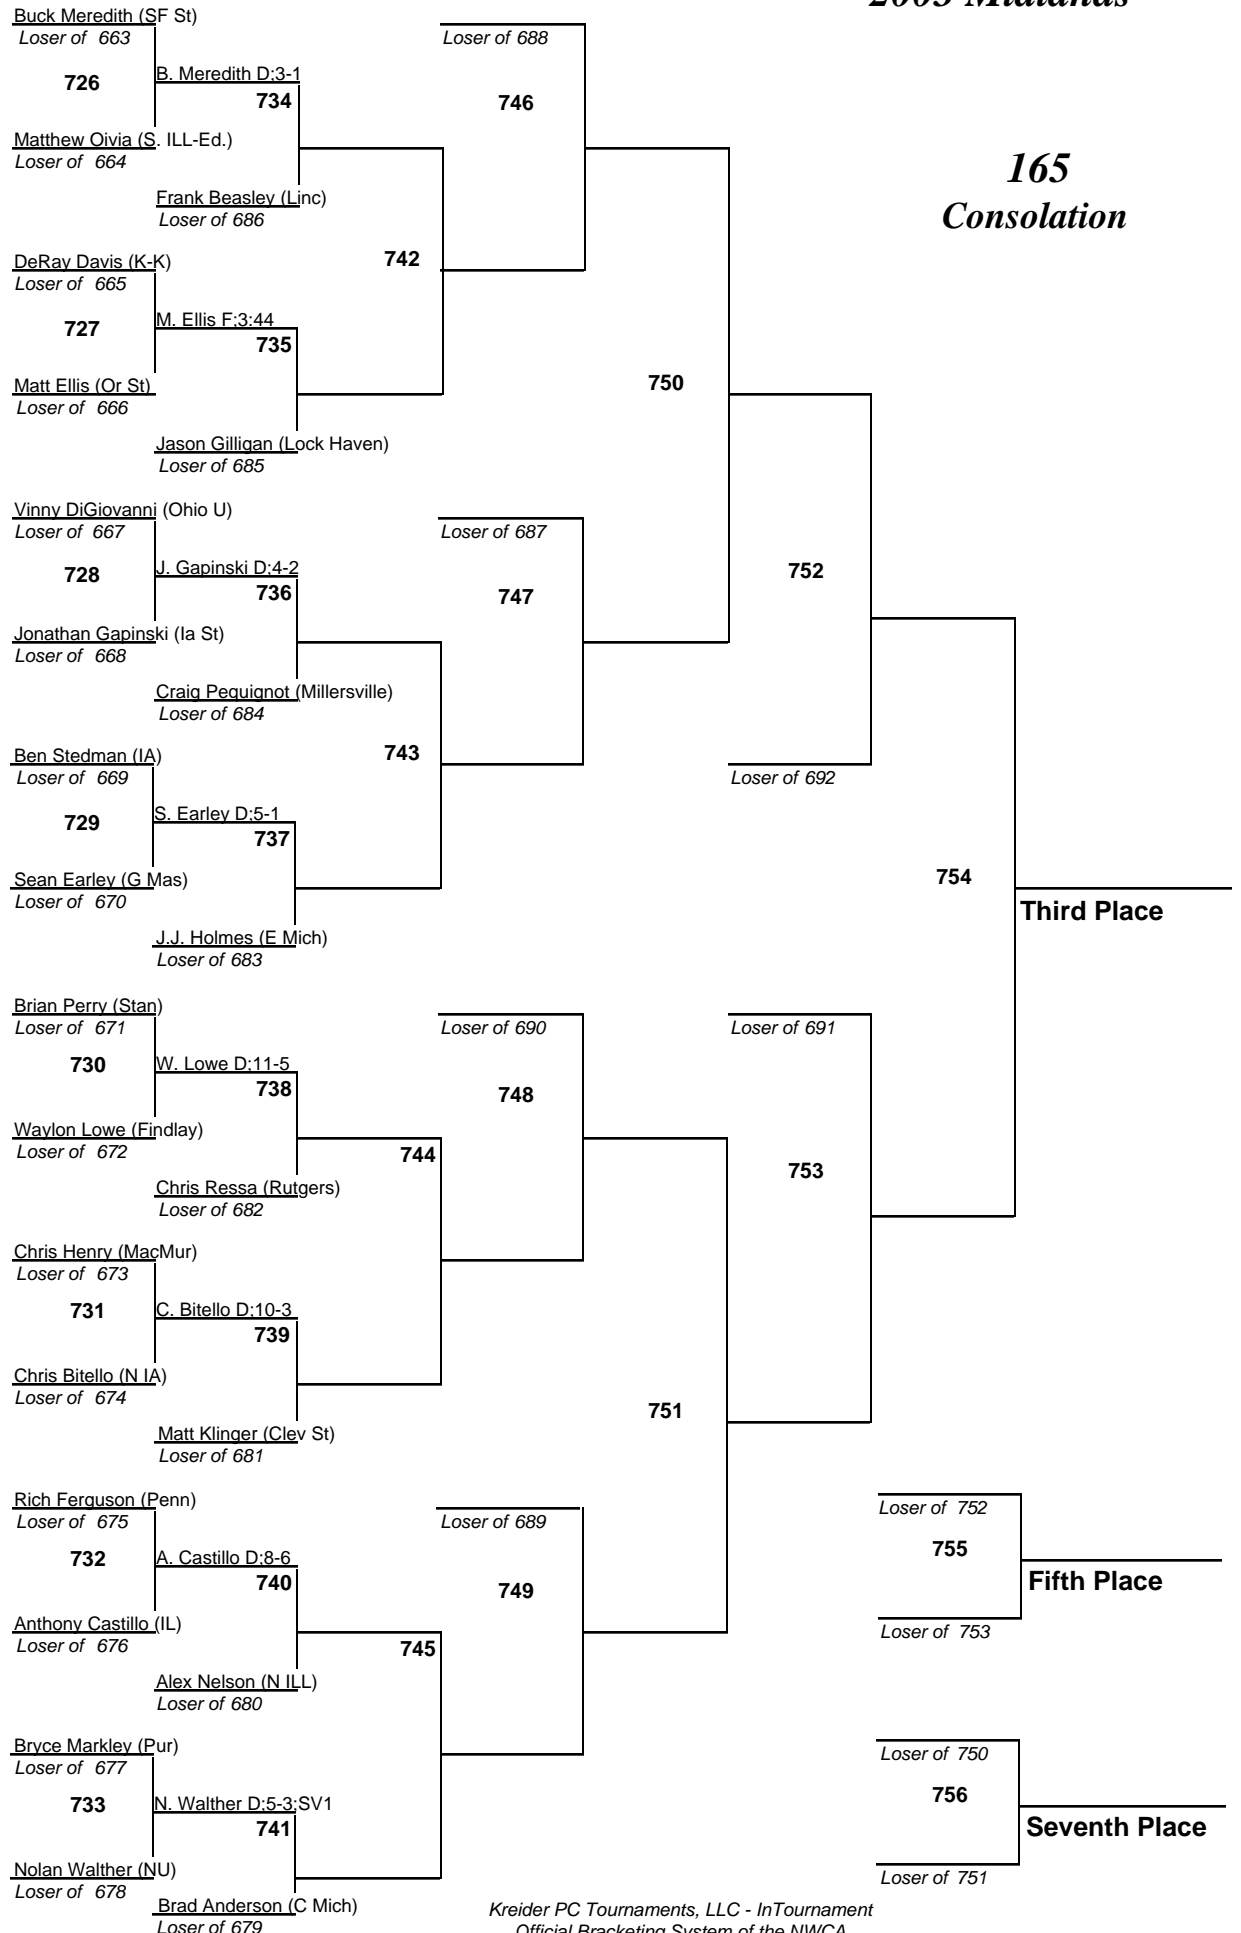 2003 Midlands
165
Consolation
Buck Meredith (SF St)
Loser of 663
726
B. Meredith D;3-1
734
Matthew Oivia (S. ILL-Ed.)
Loser of 664
Frank Beasley (Linc)
Loser of 686
Loser of 688
746
742
DeRay Davis (K-K)
Loser of 665
727
M. Ellis F;3:44
735
Matt Ellis (Or St)
Loser of 666
Jason Gilligan (Lock Haven)
Loser of 685
750
Vinny DiGiovanni (Ohio U)
Loser of 667
728
J. Gapinski D;4-2
736
Jonathan Gapinski (Ia St)
Loser of 668
Craig Pequignot (Millersville)
Loser of 684
Loser of 687
747
752
743
Ben Stedman (IA)
Loser of 669
729
S. Earley D;5-1
737
Sean Earley (G Mas)
Loser of 670
J.J. Holmes (E Mich)
Loser of 683
Loser of 692
754
Third Place
Brian Perry (Stan)
Loser of 671
730
W. Lowe D;11-5
738
Waylon Lowe (Findlay)
Loser of 672
Chris Ressa (Rutgers)
Loser of 682
Loser of 690
748
744
Loser of 691
753
Chris Henry (MacMur)
Loser of 673
731
C. Bitello D;10-3
739
Chris Bitello (N IA)
Loser of 674
Matt Klinger (Clev St)
Loser of 681
751
Rich Ferguson (Penn)
Loser of 675
732
A. Castillo D;8-6
740
Anthony Castillo (IL)
Loser of 676
Alex Nelson (N ILL)
Loser of 680
Loser of 689
749
745
Loser of 752
755
Fifth Place
Loser of 753
Bryce Markley (Pur)
Loser of 677
733
N. Walther D;5-3;SV1
741
Nolan Walther (NU)
Loser of 678
Brad Anderson (C Mich)
Loser of 679
Loser of 750
756
Seventh Place
Loser of 751
Kreider PC Tournaments, LLC - InTournament
Official Bracketing System of the NWCA